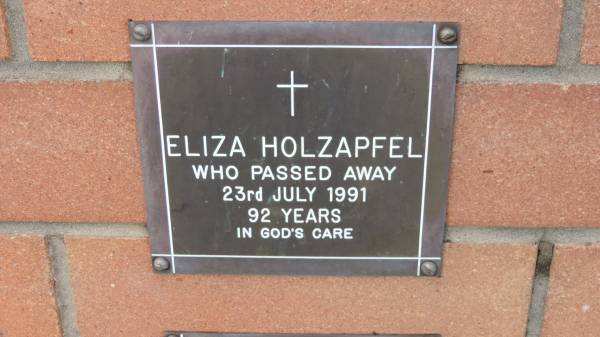 ELIZA HOLZAPFEL
WHO PASSED AWAY
23rd JULY 1991
92 YEARS
IN GOD'S CARE